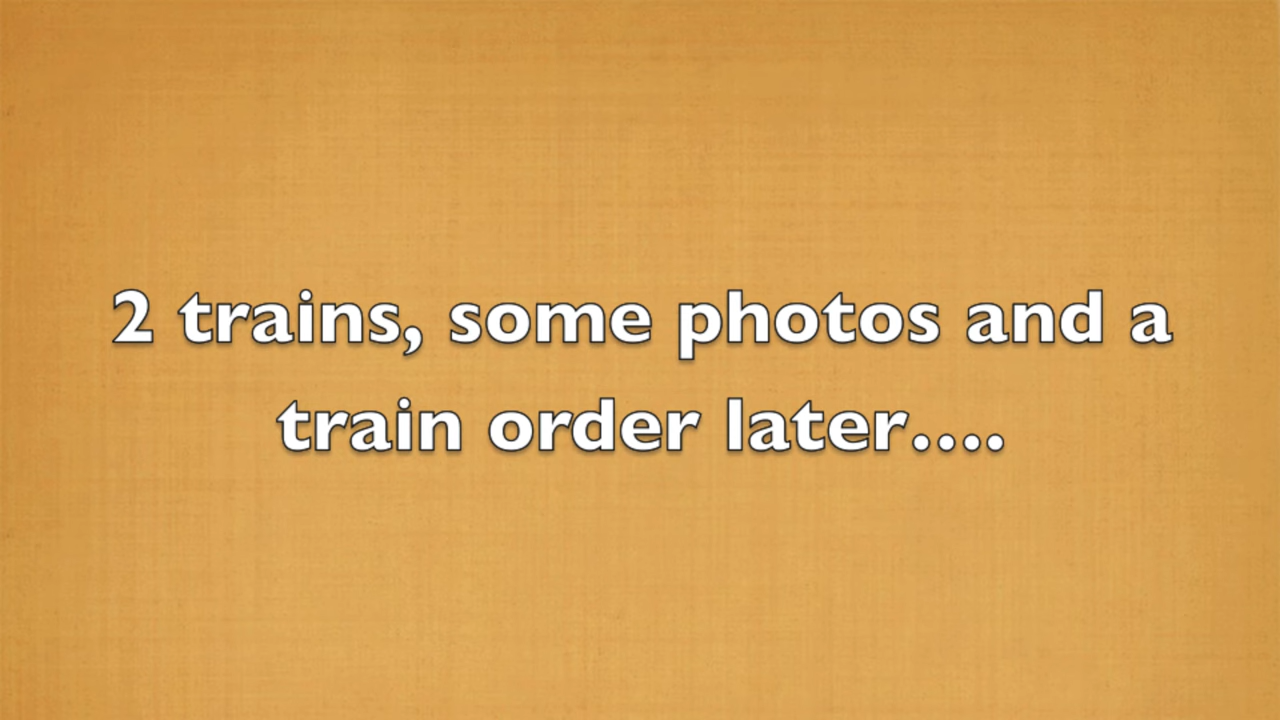 2 trains, some photos and a
train order later....